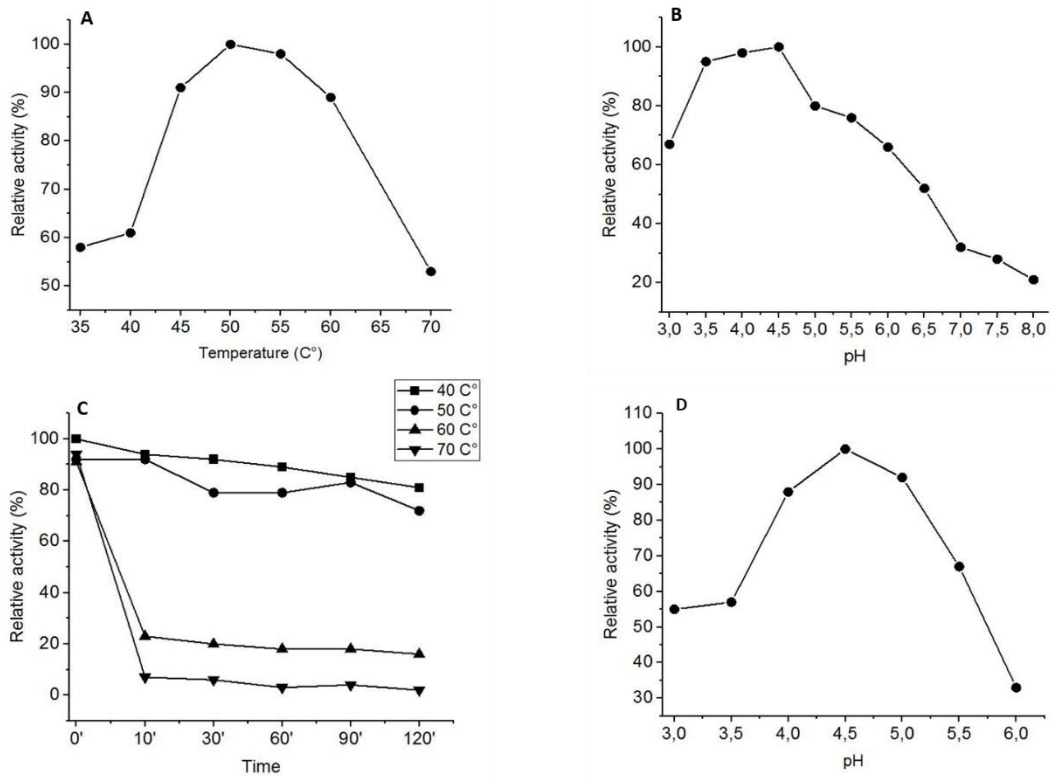 A
Relative activity (%)
100
90
80
70
60
50
35 40 45 50 55 60 65 70
Temperature (C°)
B
Relative activity (%)
100
80
60
40
20
3,0 3,5 4,0 4,5 5,0 5,5 6,0 6,5 7,0 7,5 8,0
pH
C
40 C°
50 C°
60 C°
70 C°
Relative activity (%)
100
80
60
40
20
0
0' 10' 30' 60' 90' 120'
Time
D
Relative activity (%)
110
100
90
80
70
60
50
40
30
3,0 3,5 4,0 4,5 5,0 5,5 6,0
pH